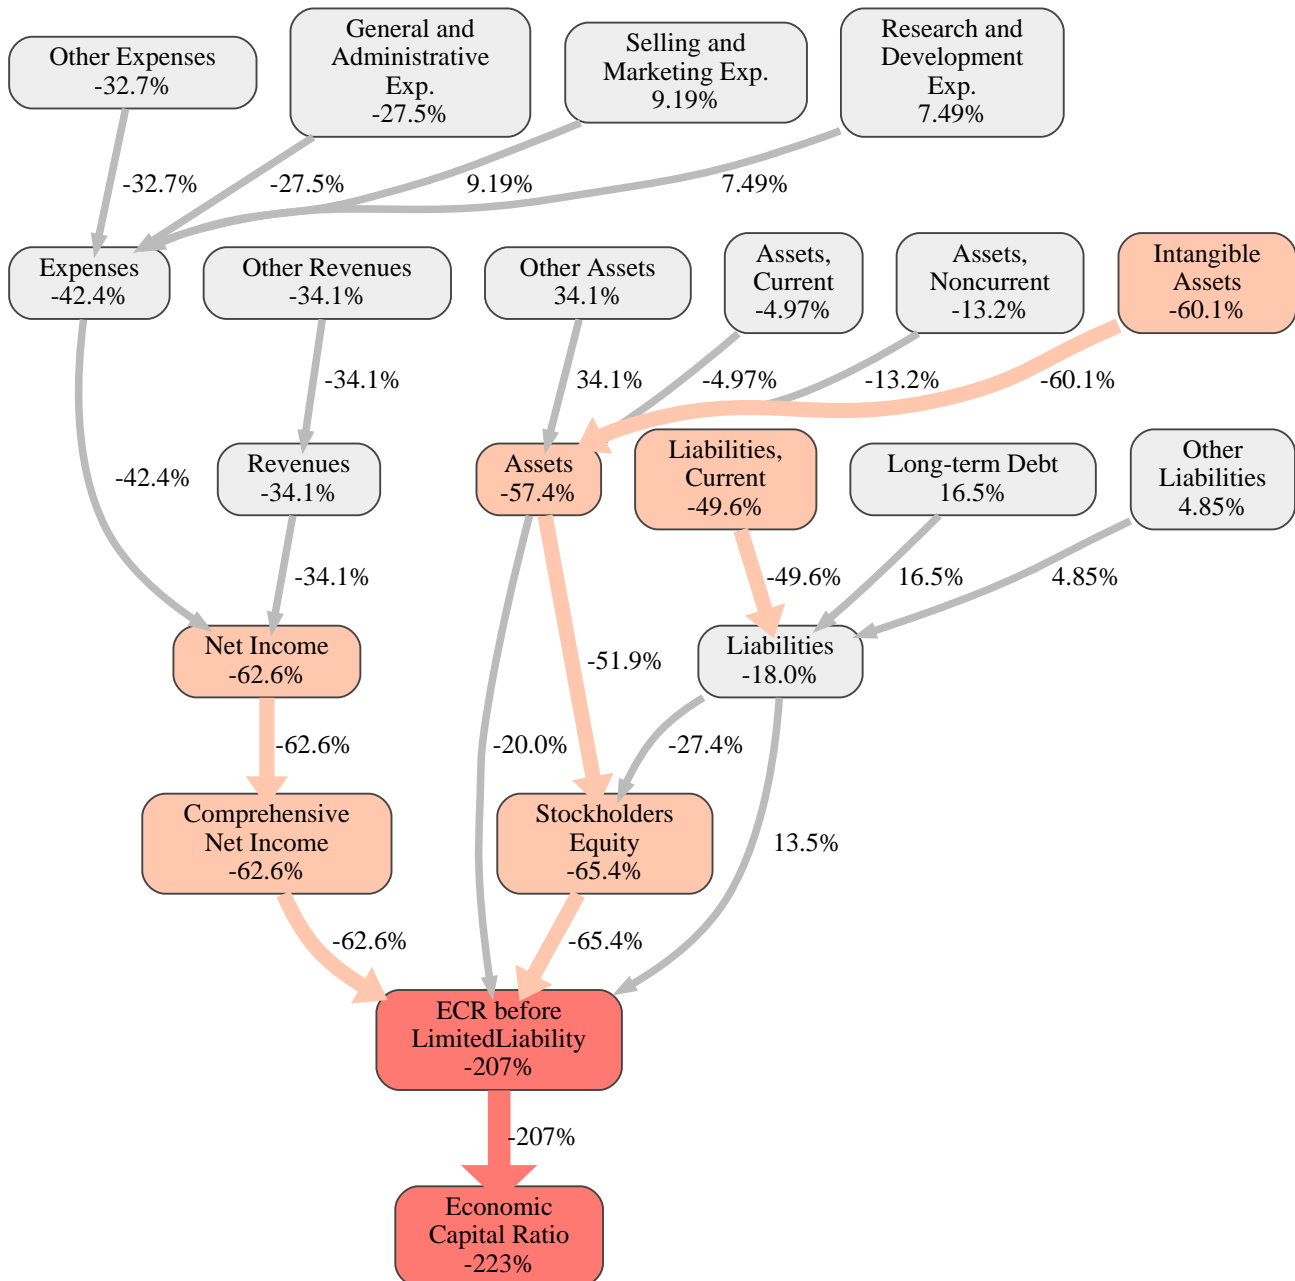 Other Expenses
-32.7%
General and
Administrative
Exp.
-27.5%
Selling and
Marketing Exp.
9.19%
Research and
Development
Exp.
7.49%
-32.7%
-27.5%
9.19%
7.49%
Expenses
-42.4%
Other Revenues
-34.1%
Other Assets
34.1%
Assets,
Current
-4.97%
Assets,
Noncurrent
-13.2%
Intangible
Assets
-60.1%
-34.1%
34.1%
-4.97%
-13.2%
-60.1%
-42.4%
Revenues
-34.1%
Assets
-57.4%
Liabilities,
Current
-49.6%
Long-term Debt
16.5%
Other
Liabilities
4.85%
-34.1%
-49.6%
16.5%
4.85%
Net Income
-62.6%
-51.9%
Liabilities
-18.0%
-62.6%
-20.0%
-27.4%
Comprehensive
Net Income
-62.6%
Stockholders
Equity
-65.4%
13.5%
-62.6%
-65.4%
ECR before
LimitedLiability
-207%
-207%
Economic
Capital Ratio
-223%